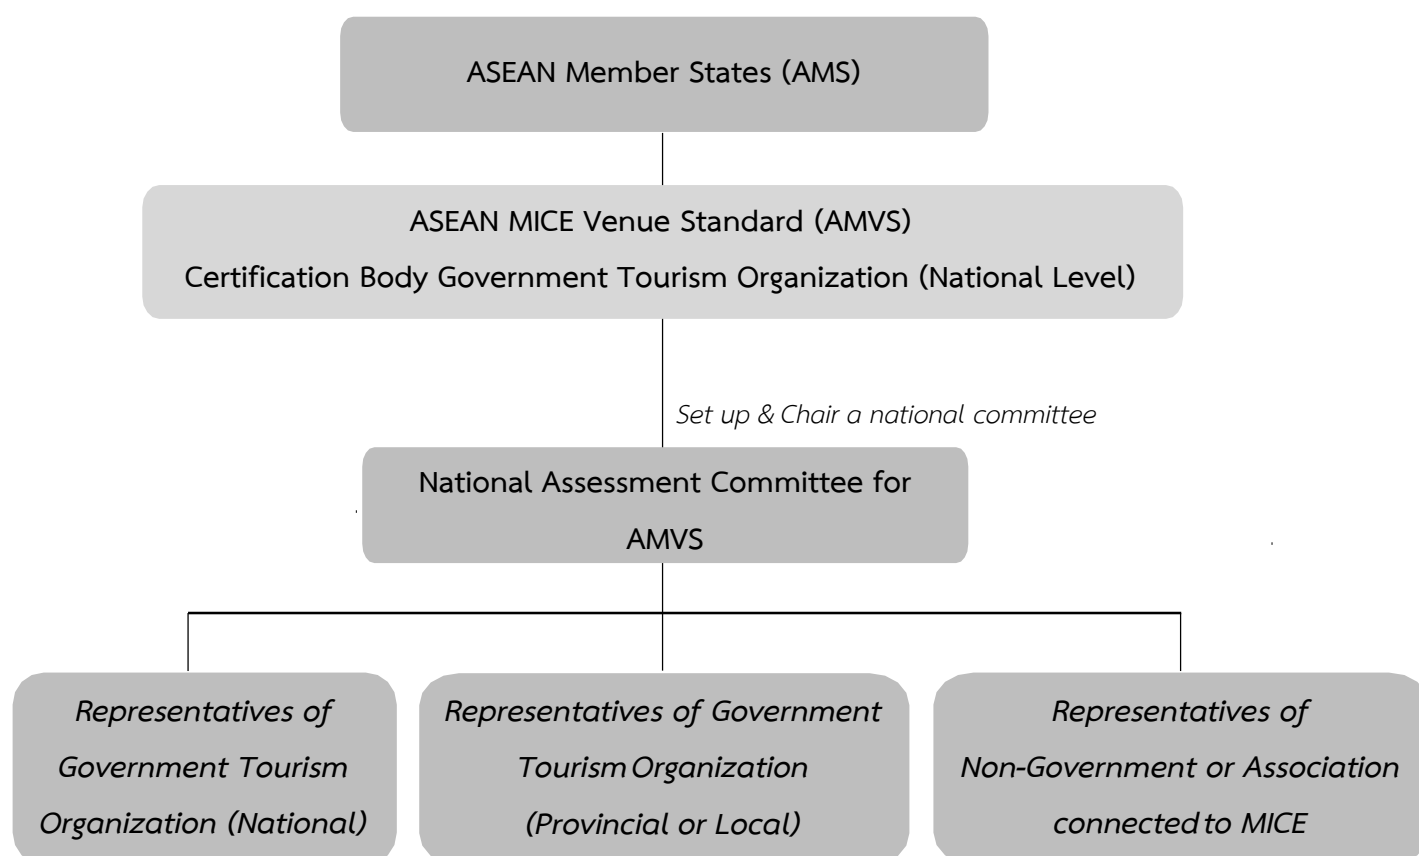 ASEAN Member States (AMS)
ASEAN MICE Venue Standard (AMVS)
Certification Body Government Tourism Organization (National Level)
Set up & Chair a national committee
National Assessment Committee for
AMVS
Representatives of
Government Tourism
Organization (National)
Representatives of Government
Tourism Organization
(Provincial or Local)
Representatives of
Non-Government or Association
connected to MICE